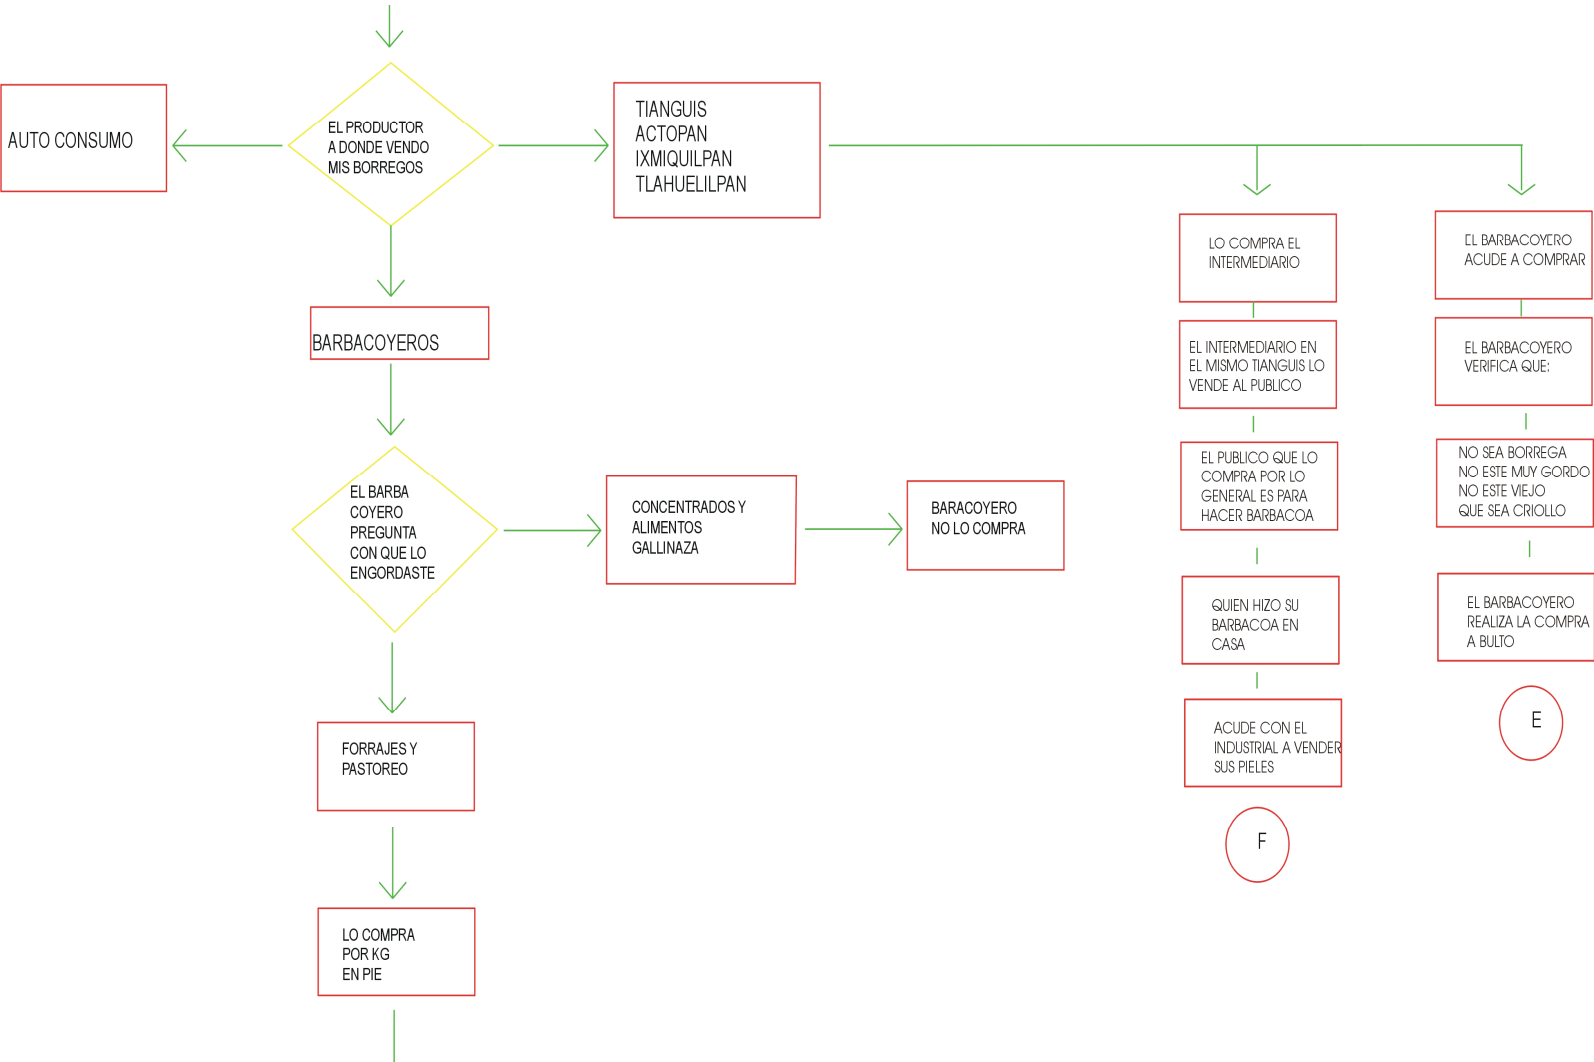 AUTO CONSUMO
EL PRODUCTOR
A DONDE VENDO
MIS BORREGOS
TIANGUIS
ACTOPAN
IXMIQUILPAN
TLAHUELILPAN
LO COMPRA EL
INTERMEDIARIO
EL BARBACOYERO
ACUDE A COMPRAR
BARBACOYEROS
EL INTERMEDIARIO EN
EL MISMO TIANGUIS LO
VENDE AL PUBLICO
EL BARBACOYERO
VERIFICA QUE:
EL PUBLICO QUE LO
COMPRA POR LO
GENERAL ES PARA
HACER BARBACOA
NO SEA BORREGA
NO ESTE MUY GORDO
NO ESTE VIEJO
QUE SEA CRIOLLO
EL BARBA
COYERO
PREGUNTA
CON QUE LO
ENGORDASTE
CONCENTRADOS Y
ALIMENTOS
GALLINAZA
BARACOYERO
NO LO COMPRA
QUIEN HIZO SU
BARBACOA EN
CASA
EL BARBACOYERO
REALIZA LA COMPRA
A BULTO
FORRAJES Y
PASTOREO
ACUDE CON EL
INDUSTRIAL A VENDER
SUS PIELES
E
F
LO COMPRA
POR KG
EN PIE